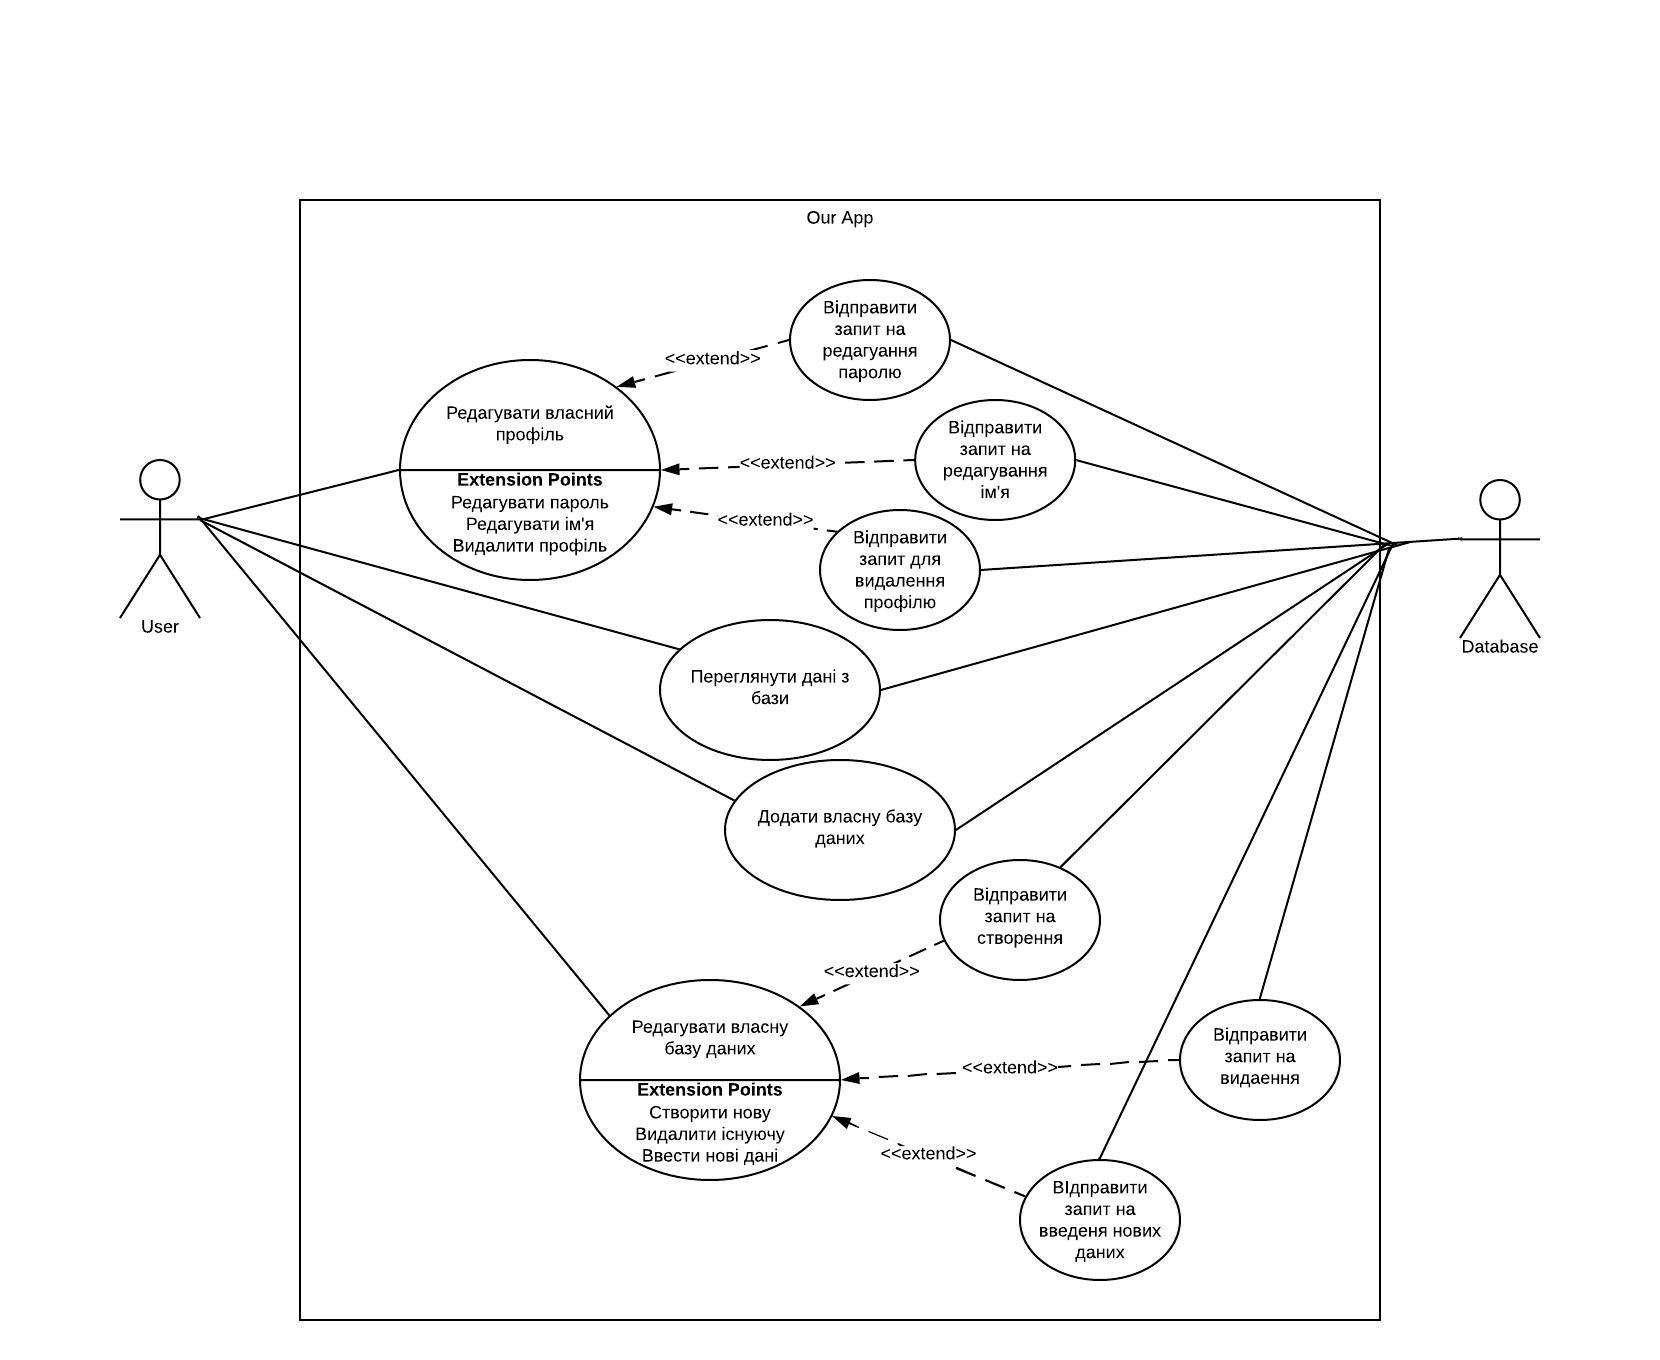 Our App
Відправити
запит на
редагуання
паролю
<<extend>>
Редагувати власний
профіль
Extension Points
Редагувати пароль
Редагувати ім'я
Видалити профіль
<<extend>>
Відправити
запит на
редагування
ім'я
<<extend>>
Відправити
запит для
видалення
профілю
User
Database
Переглянути дані з
бази
Додати власну базу
даних
Відправити
запит на
створення
<<extend>>
Редагувати власну
базу даних
Extension Points
Створити нову
Видалити існуючу
Ввести нові дані
<<extend>>
Відправити
запит на
видаення
<<extend>>
ВІдправити
запит на
введеня нових
даних